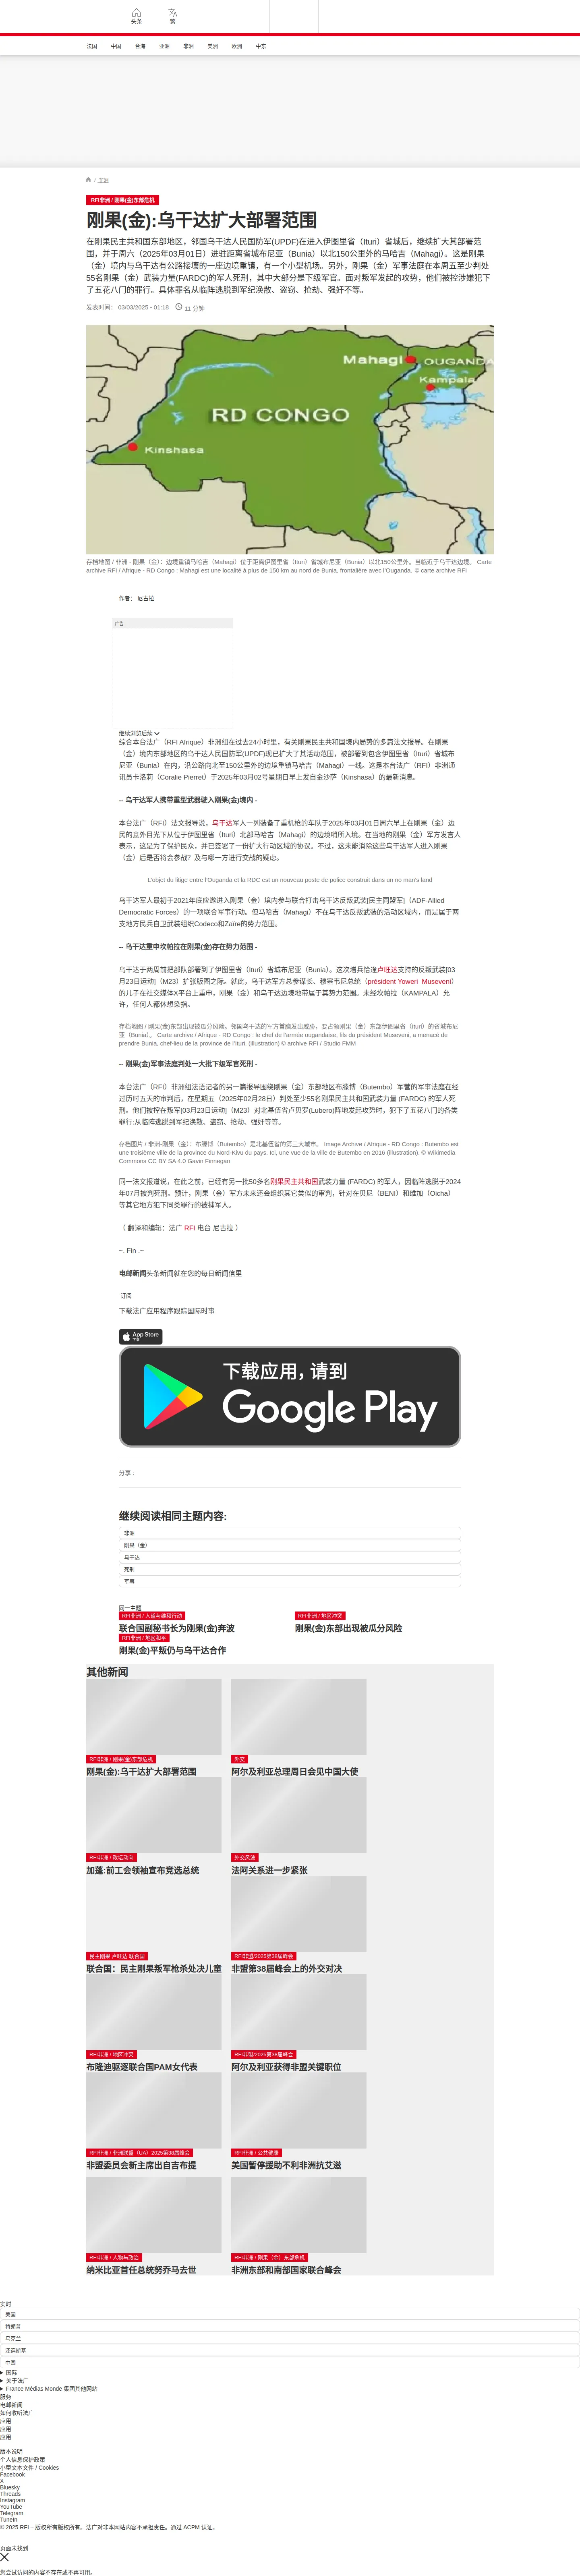 头条
繁
法国 中国 台海 亚洲 非洲 美洲 欧洲 中东
/ 非洲
RFI非洲 / 刚果(金)东部危机
刚果(金):乌干达扩大部署范围
在刚果民主共和国东部地区，邻国乌干达人民国防军(UPDF)在进入伊图里省（Ituri）省城后，继续扩大其部署范
围，并于周六（2025年03月01日）进驻距离省城布尼亚（Bunia）以北150公里外的马哈吉（Mahagi）。这是刚果
（金）境内与乌干达有公路接壤的一座边境重镇，有一个小型机场。另外，刚果（金）军事法庭在本周五至少判处
55名刚果（金）武装力量(FARDC)的军人死刑，其中大部分是下级军官。面对叛军发起的攻势，他们被控涉嫌犯下
了五花八门的罪行。具体罪名从临阵逃脱到军纪涣散、盗窃、抢劫、强奸不等。
发表时间： 03/03/2025 - 01:18 11 分钟
Mahagi
OUGANDA
Kampala
RD CONGO
Kinshasa
存档地图 / 非洲 - 刚果（金）：边境重镇马哈吉（Mahagi）位于距离伊图里省（Ituri）省城布尼亚（Bunia）以北150公里外。当临近于乌干达边境。 Carte
archive RFI / Afrique - RD Congo : Mahagi est une localité à plus de 150 km au nord de Bunia, frontalière avec l'Ouganda. © carte archive RFI
作者： 尼古拉
广告
继续浏览后续
综合本台法广（RFI Afrique）非洲组在过去24小时里，有关刚果民主共和国境内局势的多篇法文报导。在刚果
（金）境内东部地区的乌干达人民国防军(UPDF)现已扩大了其活动范围，被部署到包含伊图里省（Ituri）省城布
尼亚（Bunia）在内，沿公路向北至150公里外的边境重镇马哈吉（Mahagi）一线。这是本台法广（RFI）非洲通
讯员卡洛莉（Coralie Pierret）于2025年03月02号星期日早上发自金沙萨（Kinshasa）的最新消息。
-- 乌干达军人携带重型武器驶入刚果(金)境内 -
本台法广（RFI）法文报导说，乌干达军人一列装备了重机枪的车队于2025年03月01日周六早上在刚果（金）边
民的意外目光下从位于伊图里省（Ituri）北部马哈吉（Mahagi）的边境哨所入境。在当地的刚果（金）军方发言人
表示，这是为了保护民众，并已签署了一份扩大行动区域的协议。不过，这未能消除这些乌干达军人进入刚果
（金）后是否将会参战？及与哪一方进行交战的疑虑。
L'objet du litige entre l'Ouganda et la RDC est un nouveau poste de police construit dans un no man's land
乌干达军人最初于2021年底应邀进入刚果（金）境内参与联合打击乌干达反叛武装[民主同盟军]（ADF-Allied
Democratic Forces）的一项联合军事行动。但马哈吉（Mahagi）不在乌干达反叛武装的活动区域内，而是属于两
支地方民兵自卫武装组织Codeco和Zaïre的势力范围。
-- 乌干达重申坎帕拉在刚果(金)存在势力范围 -
乌干达于两周前把部队部署到了伊图里省（Ituri）省城布尼亚（Bunia）。这次增兵恰逢卢旺达支持的反叛武装[03
月23日运动]（M23）扩张版图之际。就此，乌干达军方总参谋长、穆塞韦尼总统（président Yoweri  Museveni）
的儿子在社交媒体X平台上重申，刚果（金）和乌干达边境地带属于其势力范围。未经坎帕拉（KAMPALA）允
许，任何人都休想染指。
存档地图 / 刚果(金)东部出现被瓜分风险。邻国乌干达的军方首脑发出威胁，要占领刚果（金）东部伊图里省（Ituri）的省城布尼
亚（Bunia）。 Carte archive / Afrique - RD Congo : le chef de l'armée ougandaise, fils du président Museveni, a menacé de
prendre Bunia, chef-lieu de la province de l'Ituri. (illustration) © archive RFI / Studio FMM
-- 刚果(金)军事法庭判处一大批下级军官死刑 -
本台法广（RFI）非洲组法语记者的另一篇报导围绕刚果（金）东部地区布滕博（Butembo）军营的军事法庭在经
过历时五天的审判后，在星期五（2025年02月28日）判处至少55名刚果民主共和国武装力量 (FARDC) 的军人死
刑。他们被控在叛军[03月23日运动]（M23）对北基伍省卢贝罗(Lubero)阵地发起攻势时，犯下了五花八门的各类
罪行:从临阵逃脱到军纪涣散、盗窃、抢劫、强奸等等。
存档图片 / 非洲-刚果（金）：布滕博（Butembo）是北基伍省的第三大城市。 Image Archive / Afrique - RD Congo : Butembo est
une troisième ville de la province du Nord-Kivu du pays. Ici, une vue de la ville de Butembo en 2016 (illustration). © Wikimedia
Commons CC BY SA 4.0 Gavin Finnegan
同一法文报道说，在此之前，已经有另一批50多名刚果民主共和国武装力量 (FARDC) 的军人，因临阵逃脱于2024
年07月被判死刑。预计，刚果（金）军方未来还会组织其它类似的审判，针对在贝尼（BENI）和维加（Oicha）
等其它地方犯下同类罪行的被捕军人。
（ 翻译和编辑：法广 RFI 电台 尼古拉 ）
~. Fin .~
电邮新闻头条新闻就在您的每日新闻信里
订阅
下载法广应用程序跟踪国际时事
App Store
下载
下载应用，请到
Google Play
分享 :
继续阅读相同主题内容:
非洲
刚果（金）
乌干达
死刑
军事
同一主题
RFI非洲 / 人道与维和行动
联合国副秘书长为刚果(金)奔波
RFI非洲 / 地区冲突
刚果(金)东部出现被瓜分风险
RFI非洲 / 地区和平
刚果(金)平叛仍与乌干达合作
其他新闻
RFI非洲 / 刚果(金)东部危机
刚果(金):乌干达扩大部署范围
外交
阿尔及利亚总理周日会见中国大使
RFI非洲 / 政坛动向
加蓬:前工会领袖宣布竞选总统
外交风波
法阿关系进一步紧张
民主刚果 卢旺达 联合国
联合国：民主刚果叛军枪杀处决儿童
RFI非盟/2025第38届峰会
非盟第38届峰会上的外交对决
RFI非洲 / 地区冲突
布隆迪驱逐联合国PAM女代表
RFI非盟/2025第38届峰会
阿尔及利亚获得非盟关键职位
RFI非洲 / 非洲联盟（UA）2025第38届峰会
非盟委员会新主席出自吉布提
RFI非洲 / 公共健康
美国暂停援助不利非洲抗艾滋
RFI非洲 / 人物与政治
纳米比亚首任总统努乔马去世
RFI非洲 / 刚果（金）东部危机
非洲东部和南部国家联合峰会
实时
美国
特朗普
乌克兰
泽连斯基
中国
国际
关于法广
France Médias Monde 集团其他网站
服务
电邮新闻
如何收听法广
应用
应用
应用
版本说明
个人信息保护政策
小型文本文件 / Cookies
Facebook
X
Bluesky
Threads
Instagram
YouTube
Telegram
TuneIn
© 2025 RFI – 版权所有版权所有。法广对非本网站内容不承担责任。通过 ACPM 认证。
页面未找到
您尝试访问的内容不存在或不再可用。